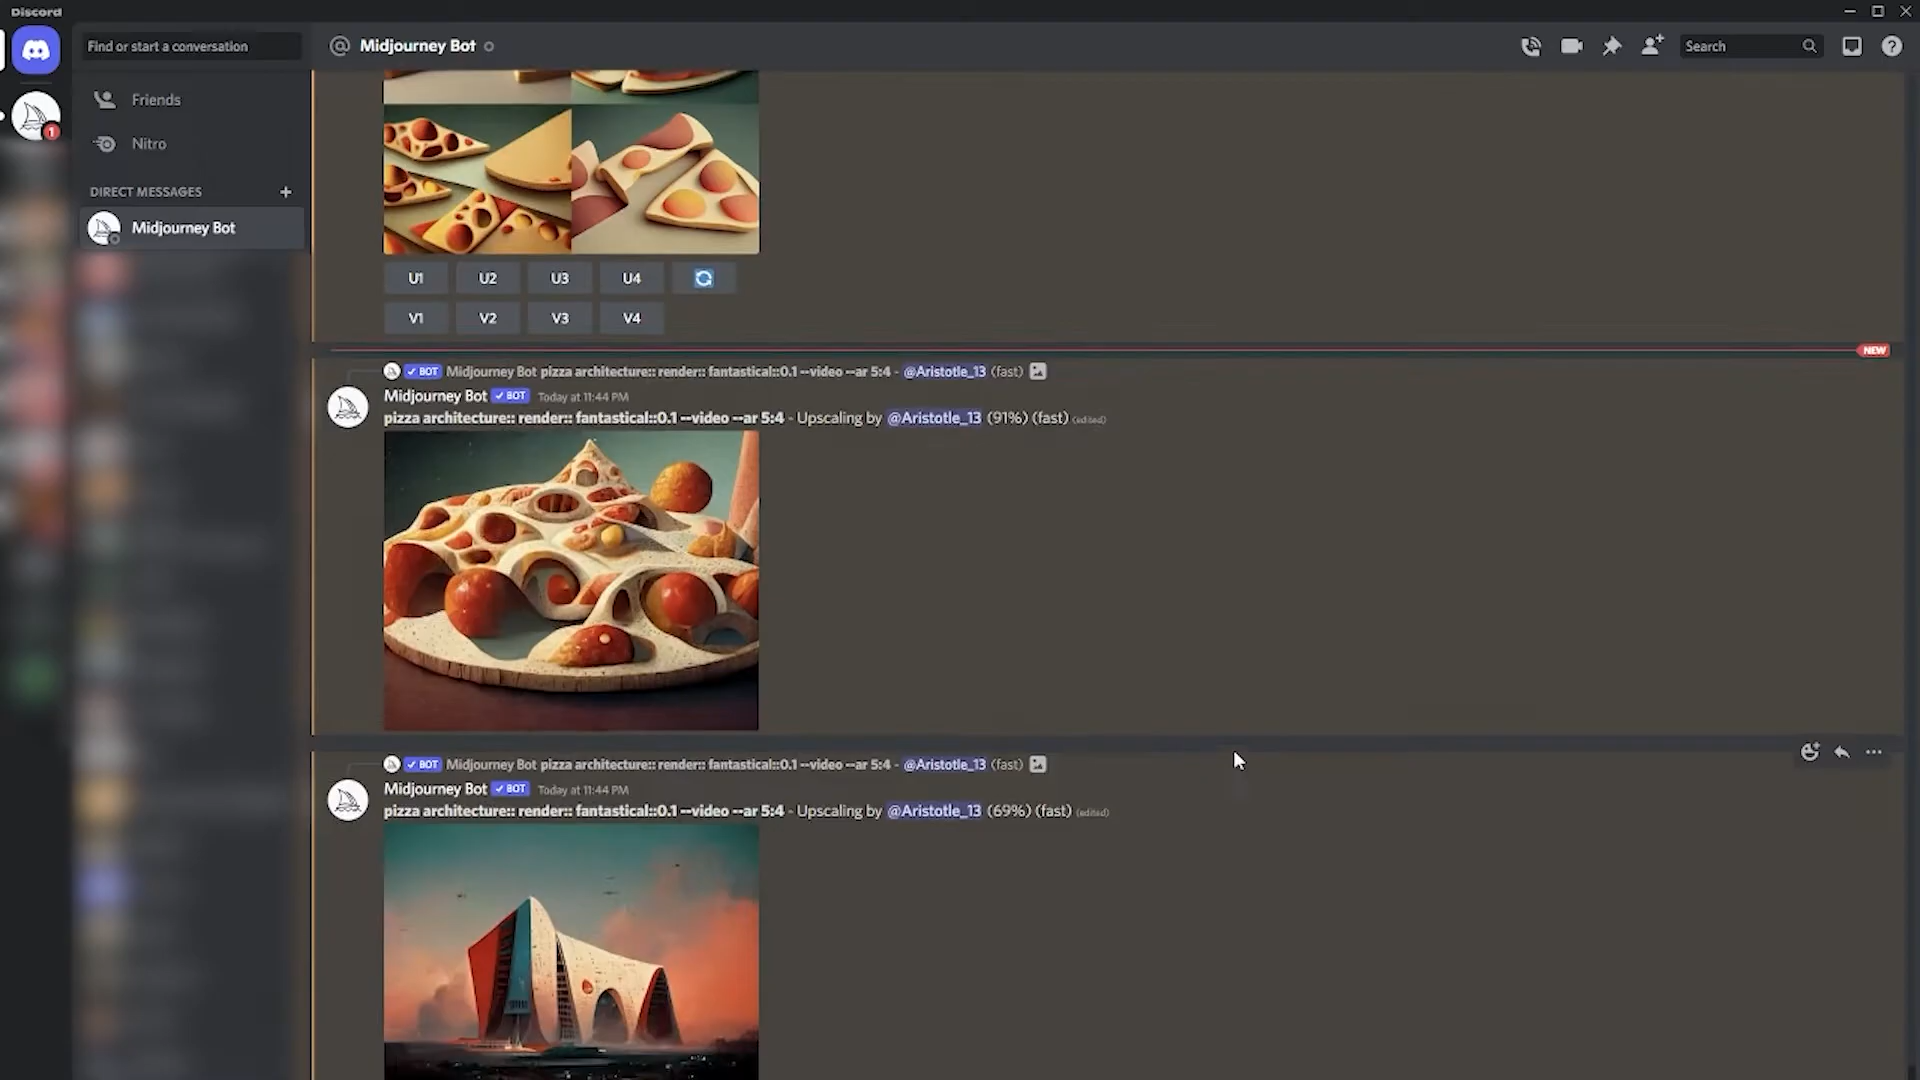 Discord
Find or start a conversation
Midjourney Bot
Search
1
Friends
Nitro
DIRECT MESSAGES
Midjourney Bot
U1 U2 U3 U4
V1 V2 V3 V4
NEW
BOT Midjourney Bot pizza architecture:: render:: fantastical::0.1 --video --ar 5:4 - @Aristotle_13 (fast)
Midjourney Bot BOT Today at 11:44 PM
pizza architecture:: render:: fantastical::0.1 --video --ar 5:4 - Upscaling by @Aristotle_13 (91%) (fast) (edited)
BOT Midjourney Bot pizza architecture:: render:: fantastical::0.1 --video --ar 5:4 - @Aristotle_13 (fast)
Midjourney Bot BOT Today at 11:44 PM
pizza architecture:: render:: fantastical::0.1 --video --ar 5:4 - Upscaling by @Aristotle_13 (69%) (fast) (edited)